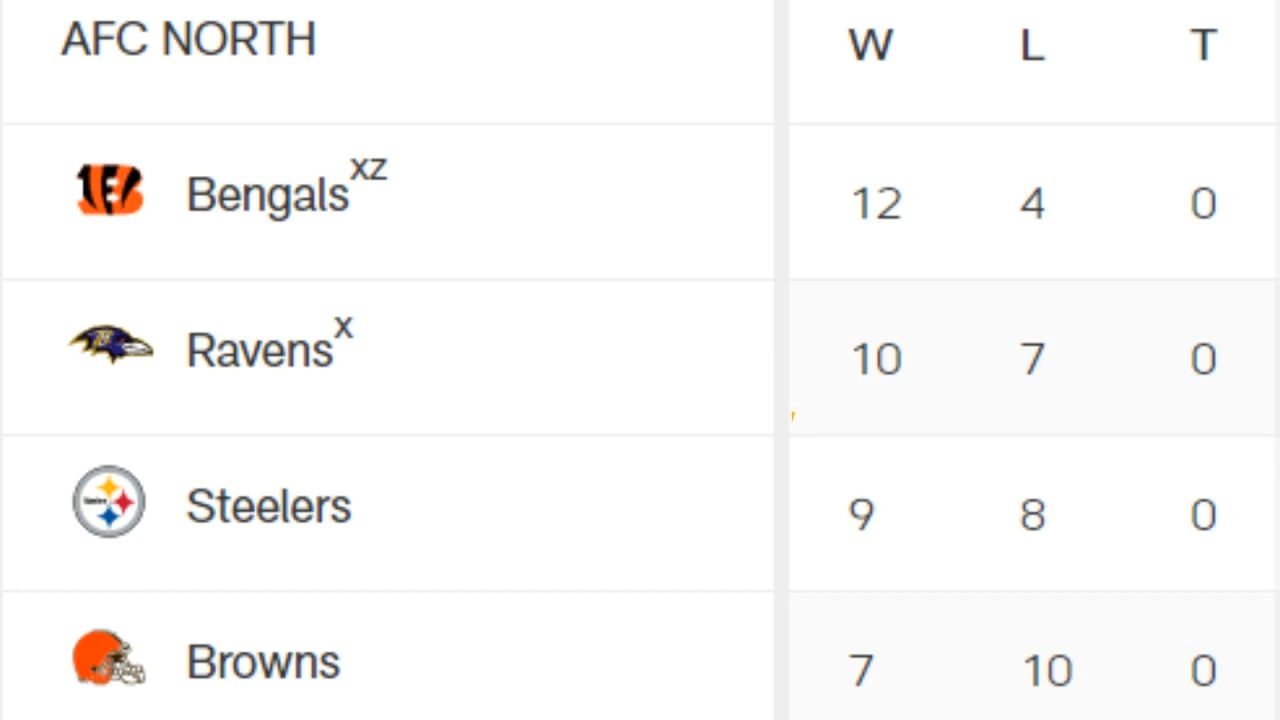 AFC NORTH W L T
Bengals xz 12 4 0
Ravens x 10 7 0
Steelers 9 8 0
Browns 7 10 0